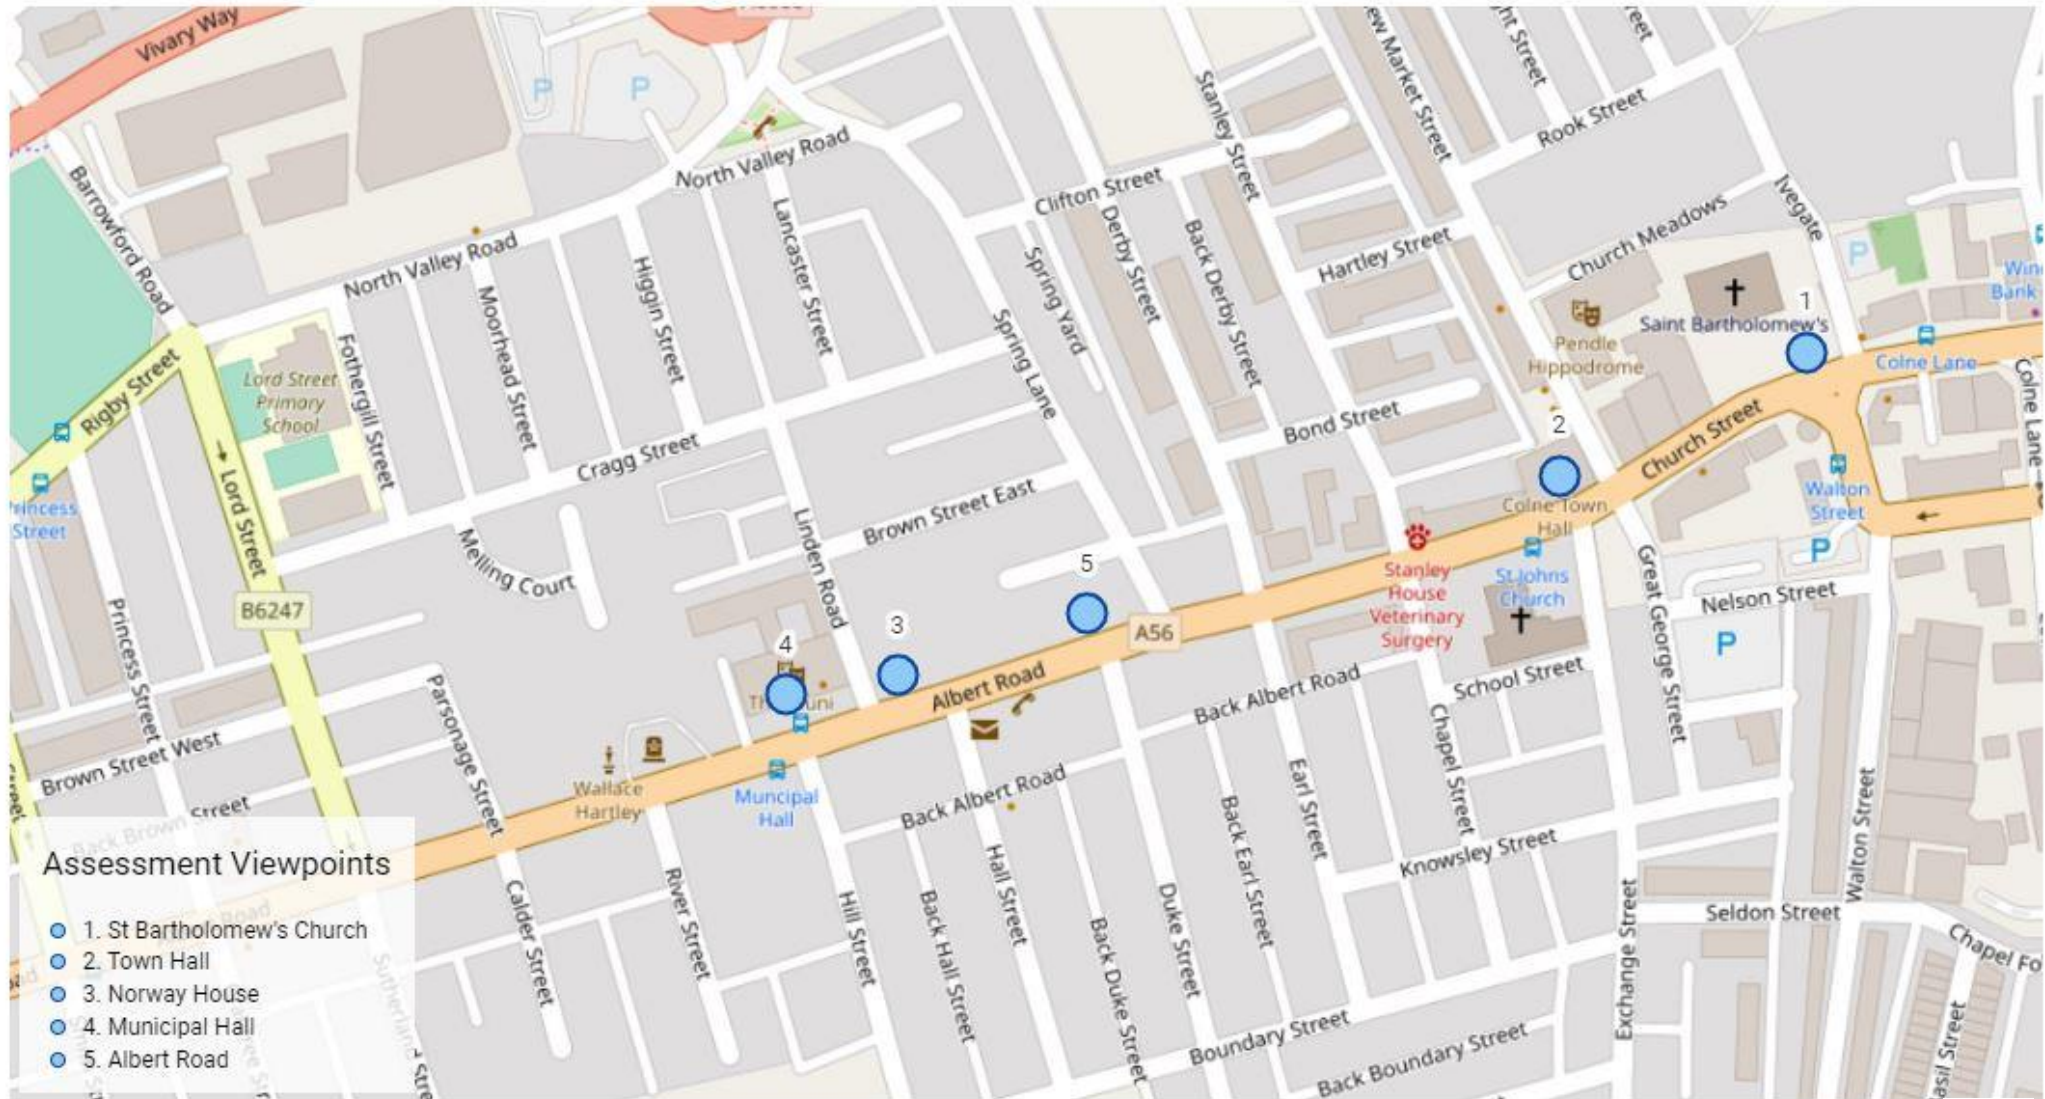 Vivary Way
P
P
Barrowford Road
North Valley Road
North Valley Road
Lancaster Street
Higgin Street
Moorhead Street
Fothergill Street
Lord Street
Primary
School
Rigby Street
Princess
Street
Lord Street
Cragg Street
Melling Court
B6247
Princess Street
Brown Street West
Back Brown Street
Parsonage Street
Stanley Street
Clifton Street
Derby Street
Back Derby Street
Spring Yard
Spring Lane
Hartley Street
Bond Street
Brown Street East
Linden Road
Rook Street
Church Meadows
Ivegate
P
Pendle
Hippodrome
Saint Bartholomew's
1
Colne Lane
Colne Lane
Church Street
2
Colne Town
Hall
Walton
Street
P
Stanley
House
Veterinary
Surgery
St Johns
Church
Nelson Street
P
Great George Street
School Street
5
3
4
A56
Albert Road
Back Albert Road
Back Albert Road
Wallace
Hartley
Muncipal
Hall
Chapel Street
Earl Street
Back Earl Street
Knowsley Street
Walton Street
Exchange Street
Seldon Street
River Street
Calder Street
Hill Street
Back Hall Street
Hall Street
Duke Street
Back Duke Street
Boundary Street
Back Boundary Street
Assessment Viewpoints
1. St Bartholomew's Church
2. Town Hall
3. Norway House
4. Municipal Hall
5. Albert Road